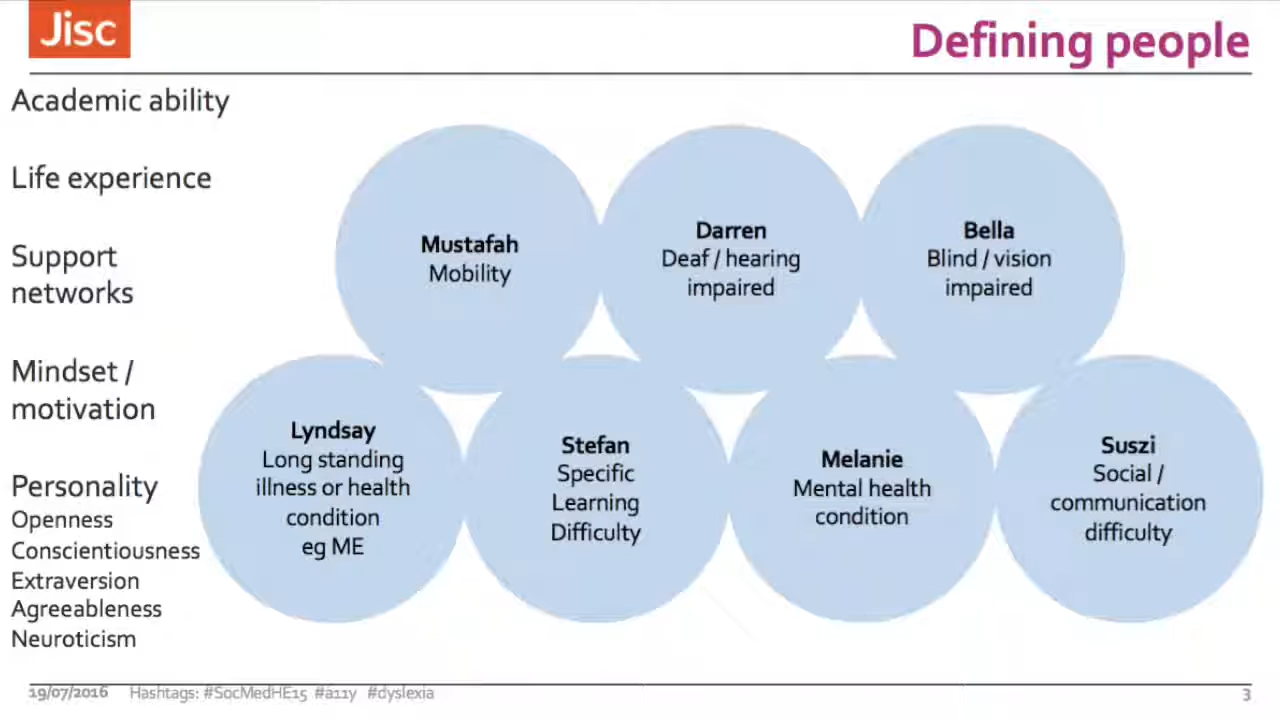 Jisc
Defining people
Academic ability
Life experience
Support
networks
Mindset /
motivation
Personality
Openness
Conscientiousness
Extraversion
Agreeableness
Neuroticism
Mustafah
Mobility
Darren
Deaf / hearing
impaired
Bella
Blind / vision
impaired
Lyndsay
Long standing
illness or health
condition
eg ME
Stefan
Specific
Learning
Difficulty
Melanie
Mental health
condition
Suszi
Social /
communication
difficulty
19/07/2016 Hashtags: #SocMedHE15 #a11y #dyslexia
3